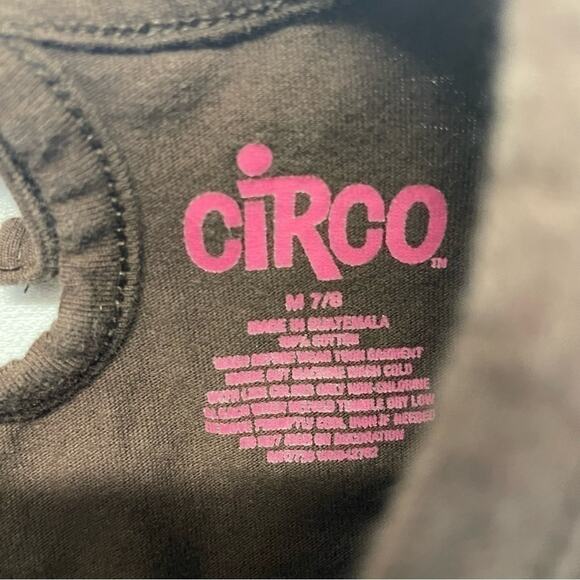 CiRCO™
M 7/8
MADE IN GUATEMALA
100% COTTON
WASH BEFORE WEAR TURN GARMENT
INSIDE OUT MACHINE WASH COLD
WITH LIKE COLORS ONLY NON-CHLORINE
BLEACH WHEN NEEDED TUMBLE DRY LOW
REMOVE PROMPTLY COOL IRON IF NEEDED
DO NOT IRON ON DECORATION